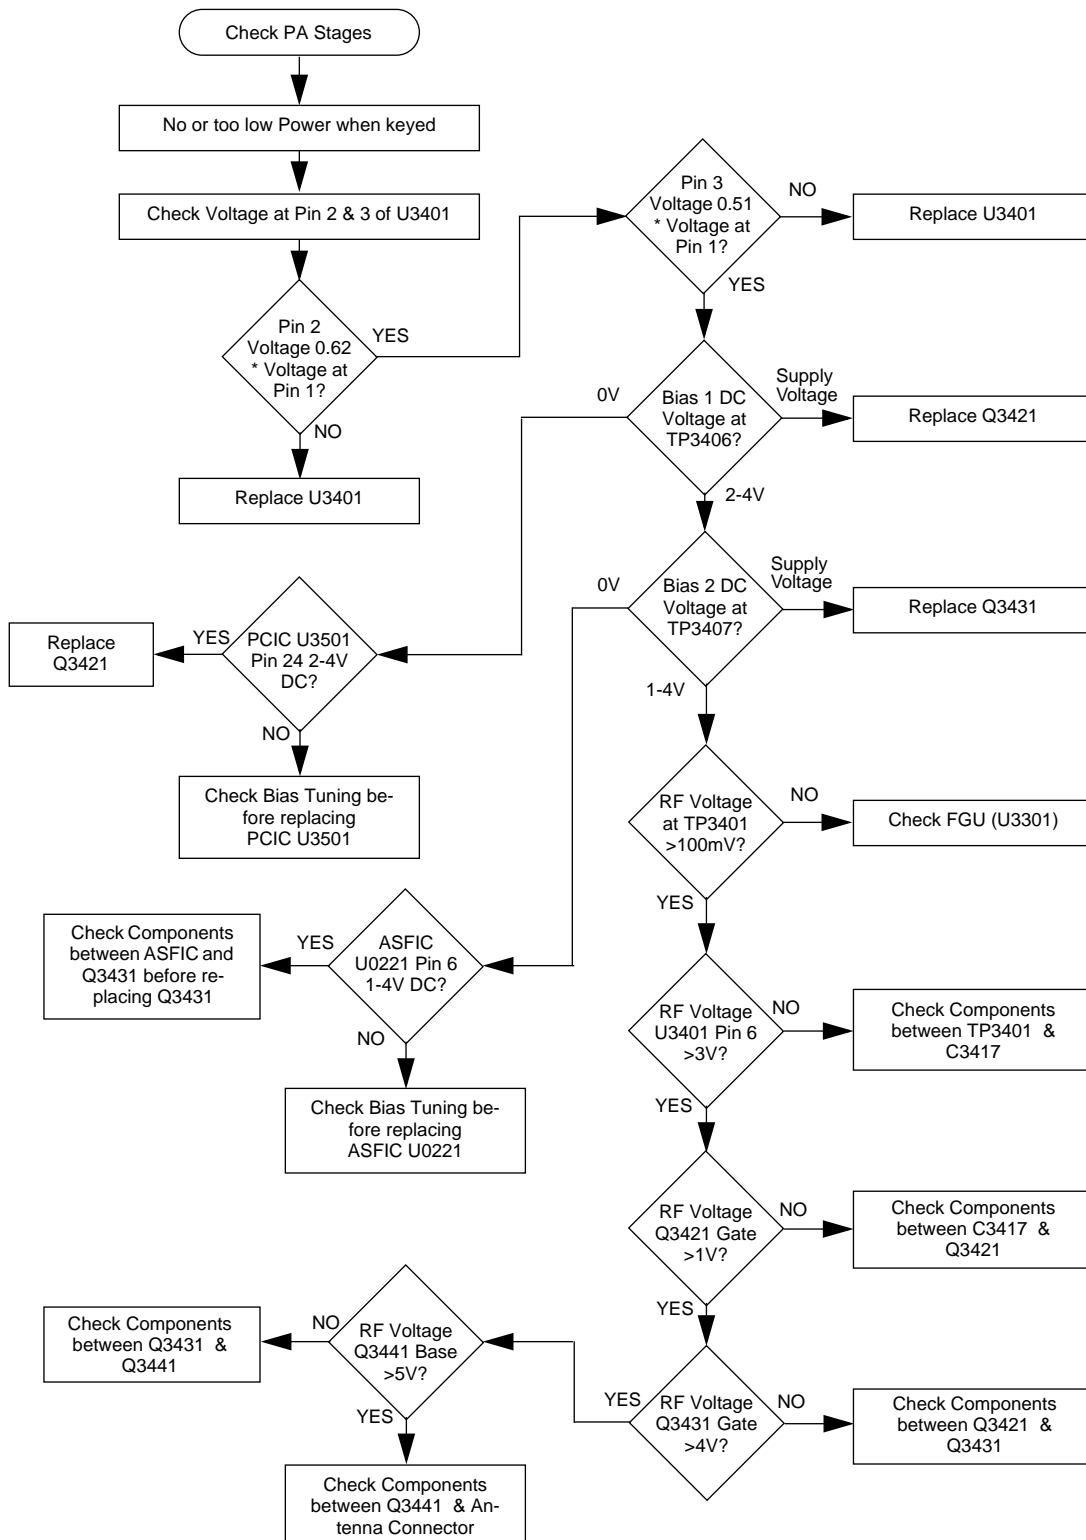 Check PA Stages
No or too low Power when keyed
Check Voltage at Pin 2 & 3 of U3401
Pin 2
Voltage 0.62
* Voltage at
Pin 1?
YES
NO
Replace U3401
Pin 3
Voltage 0.51
* Voltage at
Pin 1?
NO
Replace U3401
YES
Bias 1 DC
Voltage at
TP3406?
0V
Supply
Voltage
Replace Q3421
2-4V
PCIC U3501
Pin 24 2-4V
DC?
YES
Replace
Q3421
NO
Check Bias Tuning be-
fore replacing
PCIC U3501
Bias 2 DC
Voltage at
TP3407?
0V
Supply
Voltage
Replace Q3431
1-4V
ASFIC
U0221 Pin 6
1-4V DC?
YES
Check Components
between ASFIC and
Q3431 before re-
placing Q3431
NO
Check Bias Tuning be-
fore replacing
ASFIC U0221
RF Voltage
at TP3401
>100mV?
NO
Check FGU (U3301)
YES
RF Voltage
U3401 Pin 6
>3V?
NO
Check Components
between TP3401 &
C3417
YES
RF Voltage
Q3421 Gate
>1V?
NO
Check Components
between C3417 &
Q3421
YES
RF Voltage
Q3431 Gate
>4V?
NO
Check Components
between Q3421 &
Q3431
YES
RF Voltage
Q3441 Base
>5V?
NO
Check Components
between Q3431 &
Q3441
YES
Check Components
between Q3441 & An-
tenna Connector